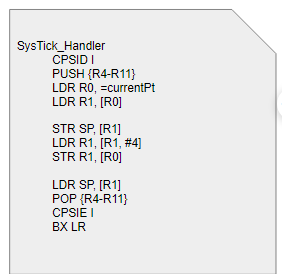 SysTick_Handler
CPSID I
PUSH {R4-R11}
LDR R0, =currentPt
LDR R1, [R0]
STR SP, [R1]
LDR R1, [R1, #4]
STR R1, [R0]
LDR SP, [R1]
POP {R4-R11}
CPSIE I
BX LR